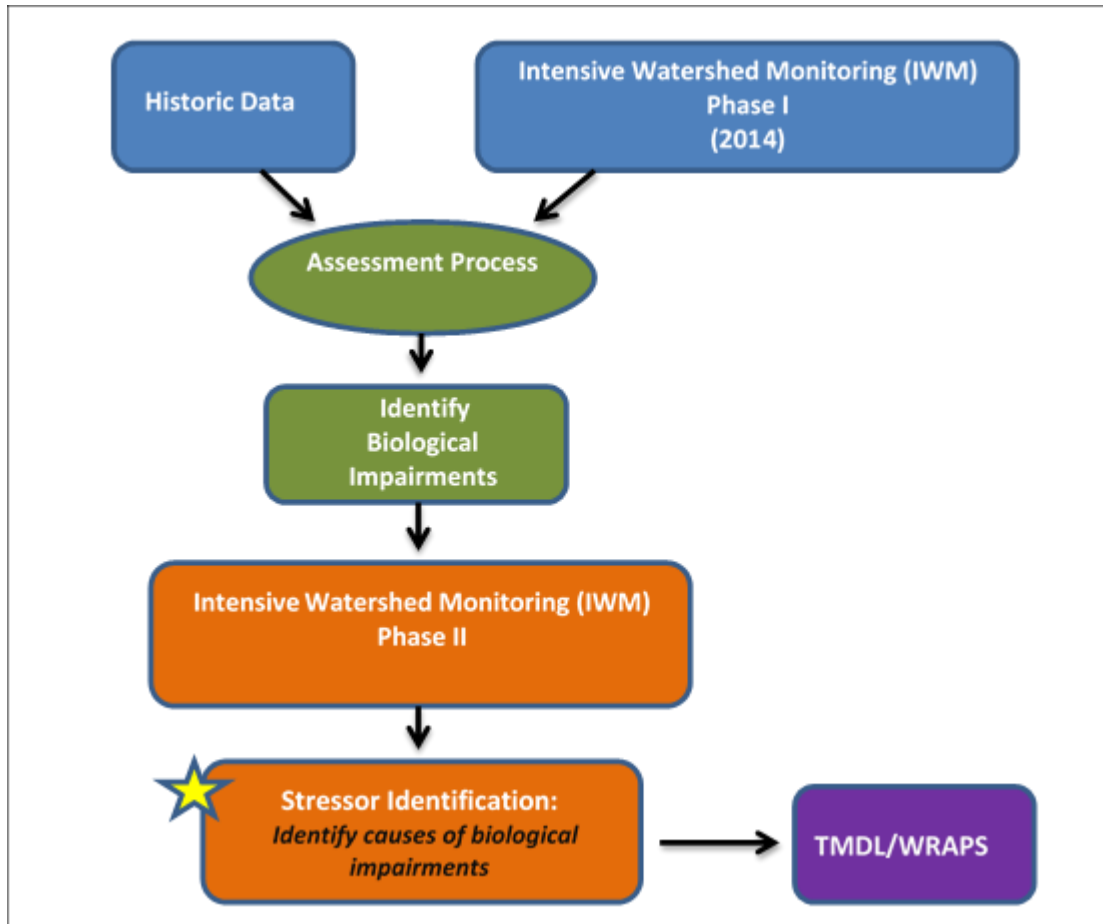 Historic Data
Intensive Watershed Monitoring (IWM)
Phase I
(2014)
Assessment Process
Identify
Biological
Impairments
Intensive Watershed Monitoring (IWM)
Phase II
Stressor Identification:
Identify causes of biological
impairments
TMDL/WRAPS